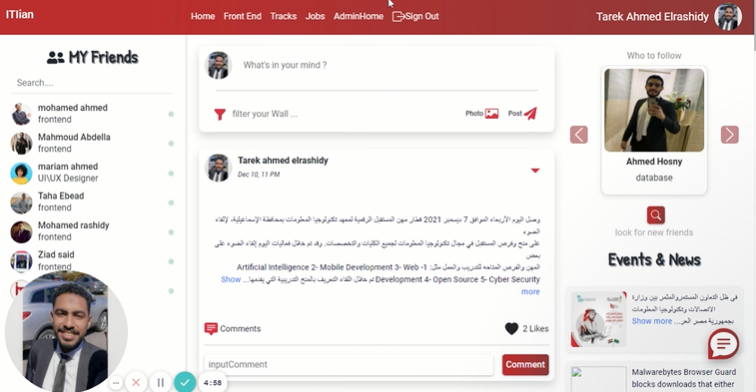 ITlian
Home Front End Tracks Jobs AdminHome Sign Out
Tarek Ahmed Elrashidy
MY Friends
Search....
mohamed ahmed
frontend
Mahmoud Abdella
frontend
mariam ahmed
UI\UX Designer
Taha Ebead
frontend
Mohamed rashidy
frontend
Ziad said
4:58
What's in your mind ?
filter your Wall ...
Photo
Post
Tarek ahmed elrashidy
Dec 10, 11 PM
وصل اليوم الأربعاء الموافق 7 ديسمبر 2021 قطار مهن المستقبل الرقمية لمعهد تكنولوجيا المعلومات بمحافظة الإسماعيلية، لإلقاء
الضوء
على منح وفرص المستقبل في مجال تكنولوجيا المعلومات لجميع الكليات والتخصصات. وقد تم خلال فعاليات اليوم إلقاء الضوء على
بعض
المهن والفرص المتاحة للتدريب والعمل مثل: Artificial Intelligence 2- Mobile Development 3- Web -1
Development 4- Open Source 5- Cyber Security تم خلال اللقاء التعريف بالمنح التدريبية التي يقدمها... Show
more
Comments
2 Likes
inputComment
Comment
Who to follow
Ahmed Hosny
database
look for new friends
Events & News
في ظل التعاون المستمر والمثمر بين وزارة
الاتصالات وتكنولوجيا المعلومات
بجمهورية مصر العر... Show more
Malwarebytes Browser Guard
blocks downloads that either